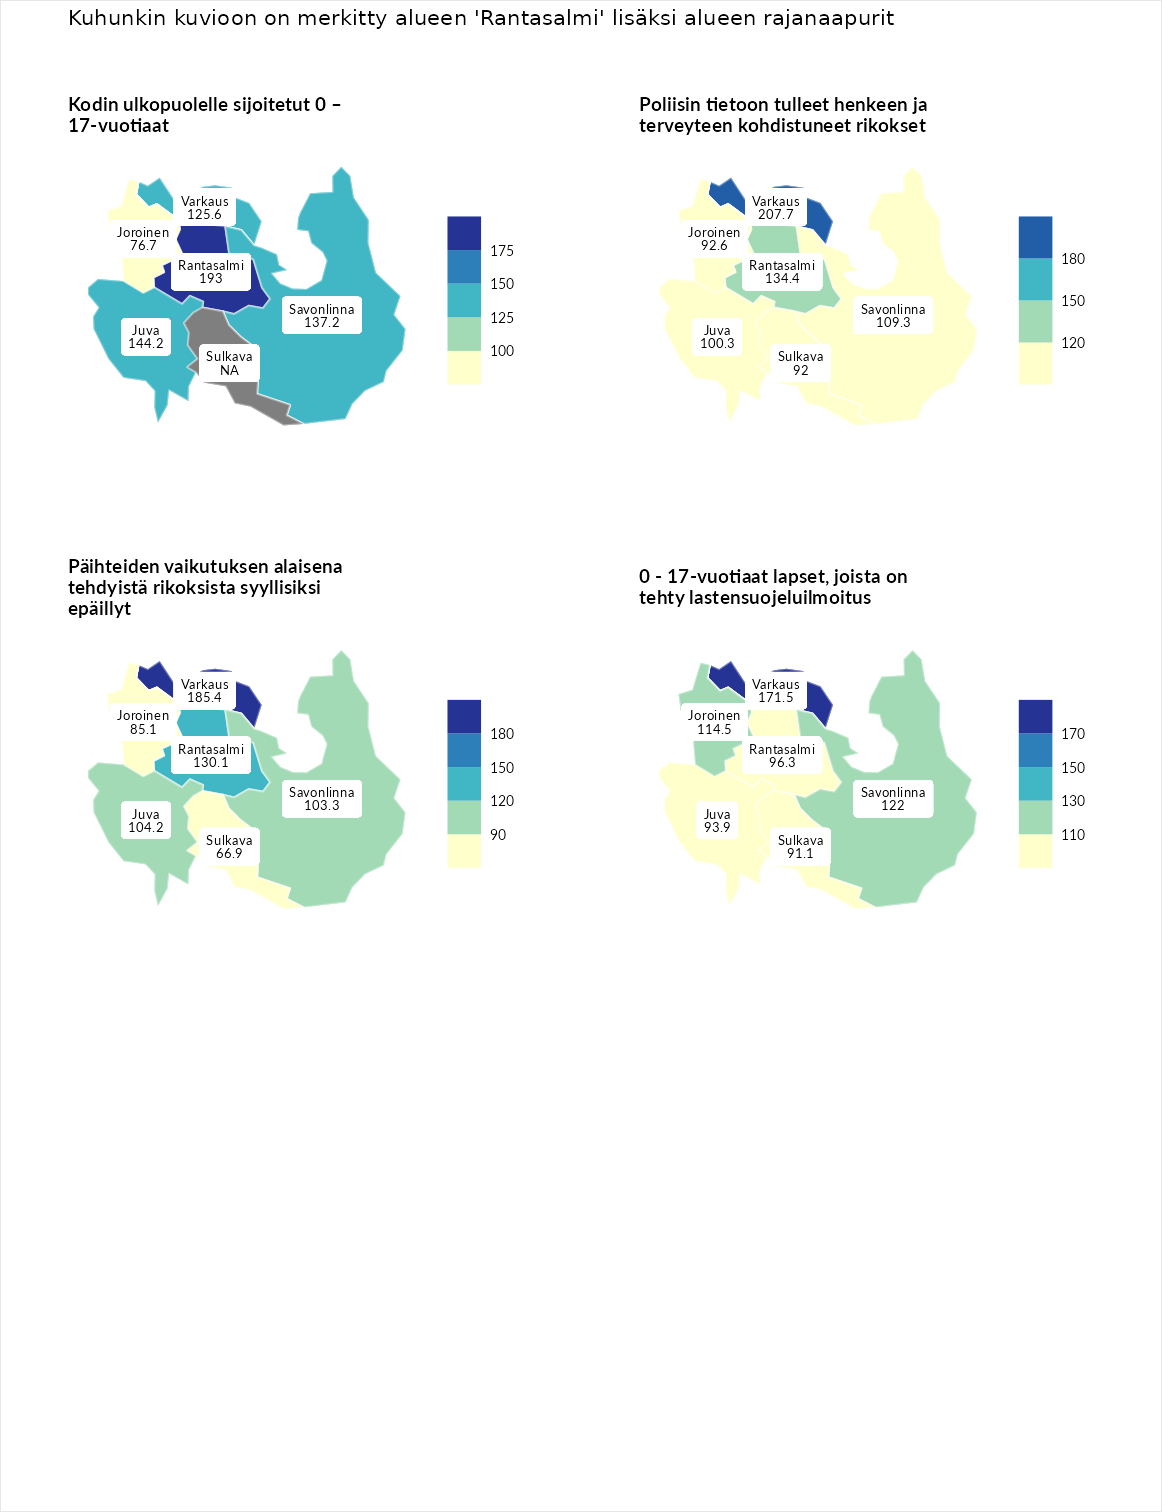 Kuhunkin kuvioon on merkitty alueen 'Rantasalmi' lisäksi alueen rajanaapurit
Kodin ulkopuolelle sijoitetut 0 –
17-vuotiaat
Varkaus
125.6
Joroinen
76.7
Rantasalmi
193
Savonlinna
137.2
Juva
144.2
Sulkava
NA
175
150
125
100
Poliisin tietoon tulleet henkeen ja
terveyteen kohdistuneet rikokset
Varkaus
207.7
Joroinen
92.6
Rantasalmi
134.4
Savonlinna
109.3
Juva
100.3
Sulkava
92
180
150
120
Päihteiden vaikutuksen alaisena
tehdyistä rikoksista syyllisiksi
epäillyt
Varkaus
185.4
Joroinen
85.1
Rantasalmi
130.1
Savonlinna
103.3
Juva
104.2
Sulkava
66.9
180
150
120
90
0 - 17-vuotiaat lapset, joista on
tehty lastensuojeluilmoitus
Varkaus
171.5
Joroinen
114.5
Rantasalmi
96.3
Savonlinna
122
Juva
93.9
Sulkava
91.1
170
150
130
110